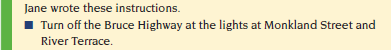 Jane wrote these instructions.
■ Turn off the Bruce Highway at the lights at Monkland Street and
River Terrace.